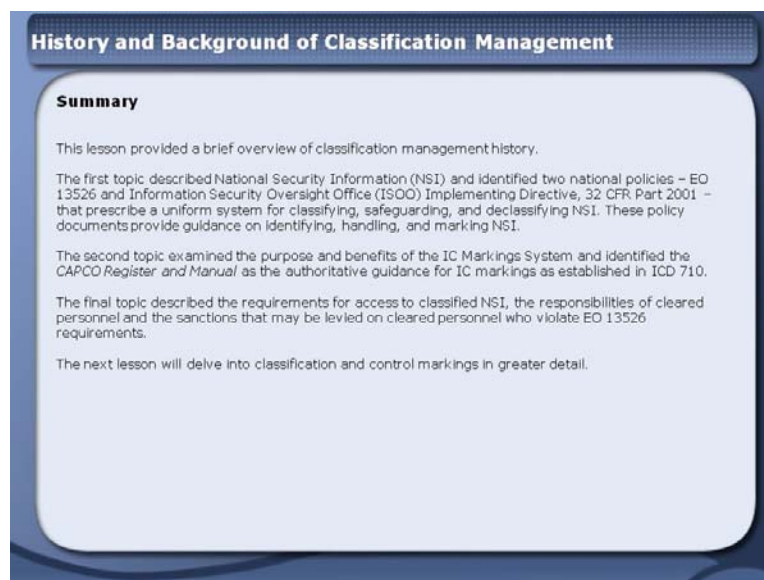 History and Background of Classification Management
Summary
This lesson provided a brief overview of classification management history.
The first topic described National Security Information (NSI) and identified two national policies – EO
13526 and Information Security Oversight Office (ISOO) Implementing Directive, 32 CFR Part 2001 –
that prescribe a uniform system for classifying, safeguarding, and declassifying NSI. These policy
documents provide guidance on identifying, handling, and marking NSI.
The second topic examined the purpose and benefits of the IC Markings System and identified the
CAPCO Register and Manual as the authoritative guidance for IC markings as established in ICD 710.
The final topic described the requirements for access to classified NSI, the responsibilities of cleared
personnel and the sanctions that may be levied on cleared personnel who violate EO 13526
requirements.
The next lesson will delve into classification and control markings in greater detail.